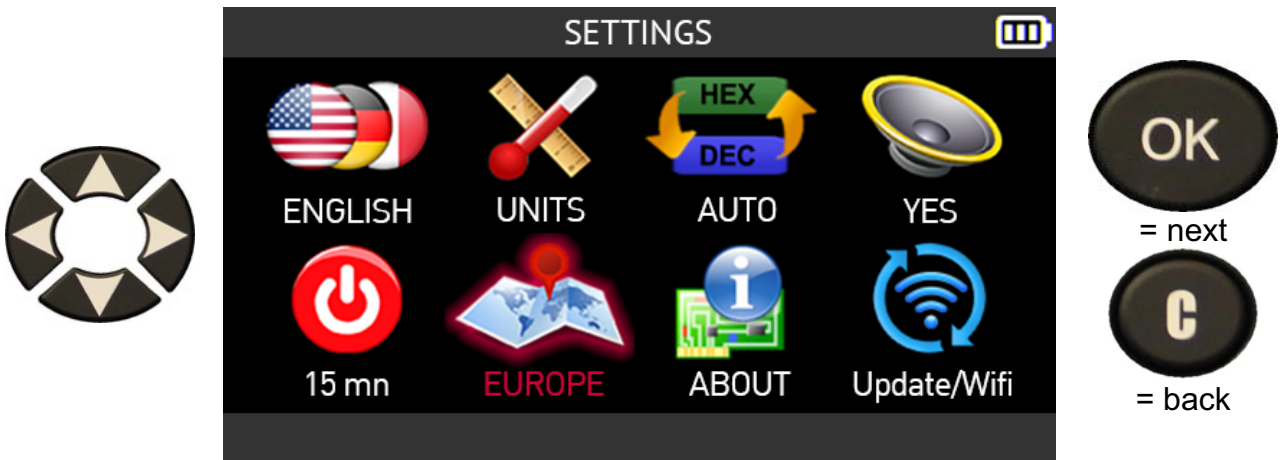 SETTINGS
HEX
DEC
ENGLISH UNITS AUTO YES
15 mn EUROPE ABOUT Update/Wifi
OK
= next
C
= back